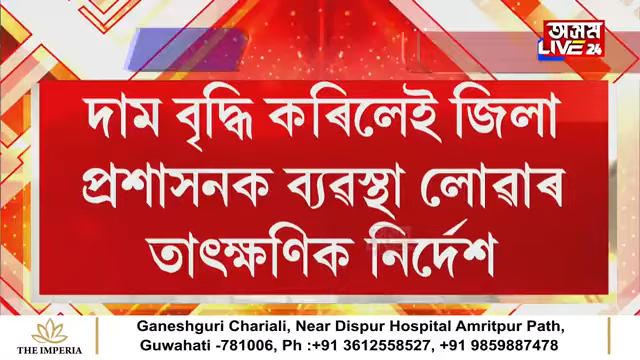 অসম
LIVE 24
দাম বৃদ্ধি কৰিলেই জিলা
প্ৰশাসনক ব্যৱস্থা লোৱাৰ
তাৎক্ষণিক নিৰ্দেশ
THE IMPERIA
Ganeshguri Chariali, Near Dispur Hospital Amritpur Path,
Guwahati -781006, Ph :+91 3612558527, +91 9859887478